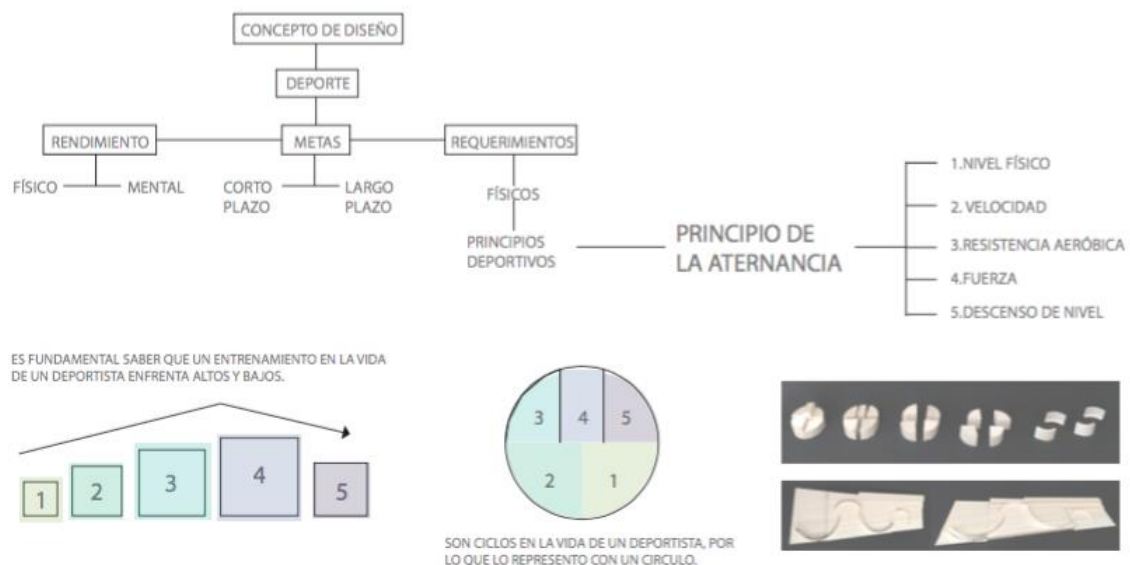 CONCEPTO DE DISEÑO
DEPORTE
RENDIMIENTO
METAS
REQUERIMIENTOS
FÍSICO
MENTAL
CORTO
PLAZO
LARGO
PLAZO
FÍSICOS
PRINCIPIOS
DEPORTIVOS
PRINCIPIO DE
LA ATERNANCIA
1.NIVEL FÍSICO
2. VELOCIDAD
3.RESISTENCIA AERÓBICA
4.FUERZA
5.DESCENSO DE NIVEL
ES FUNDAMENTAL SABER QUE UN ENTRENAMIENTO EN LA VIDA
DE UN DEPORTISTA ENFRENTA ALTOS Y BAJOS.
1
2
3
4
5
3
4
5
2
1
SON CICLOS EN LA VIDA DE UN DEPORTISTA, POR
LO QUE LO REPRESENTO CON UN CIRCULO.